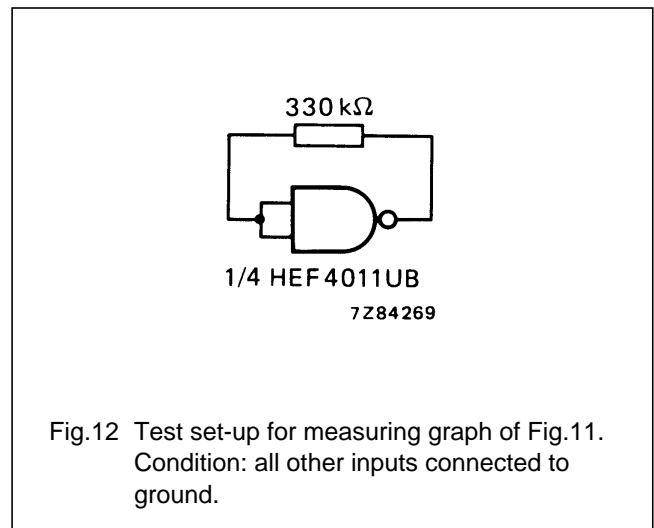 330 kΩ
1/4 HEF4011UB
7Z84269
Fig.12 Test set-up for measuring graph of Fig.11.
Condition: all other inputs connected to
ground.